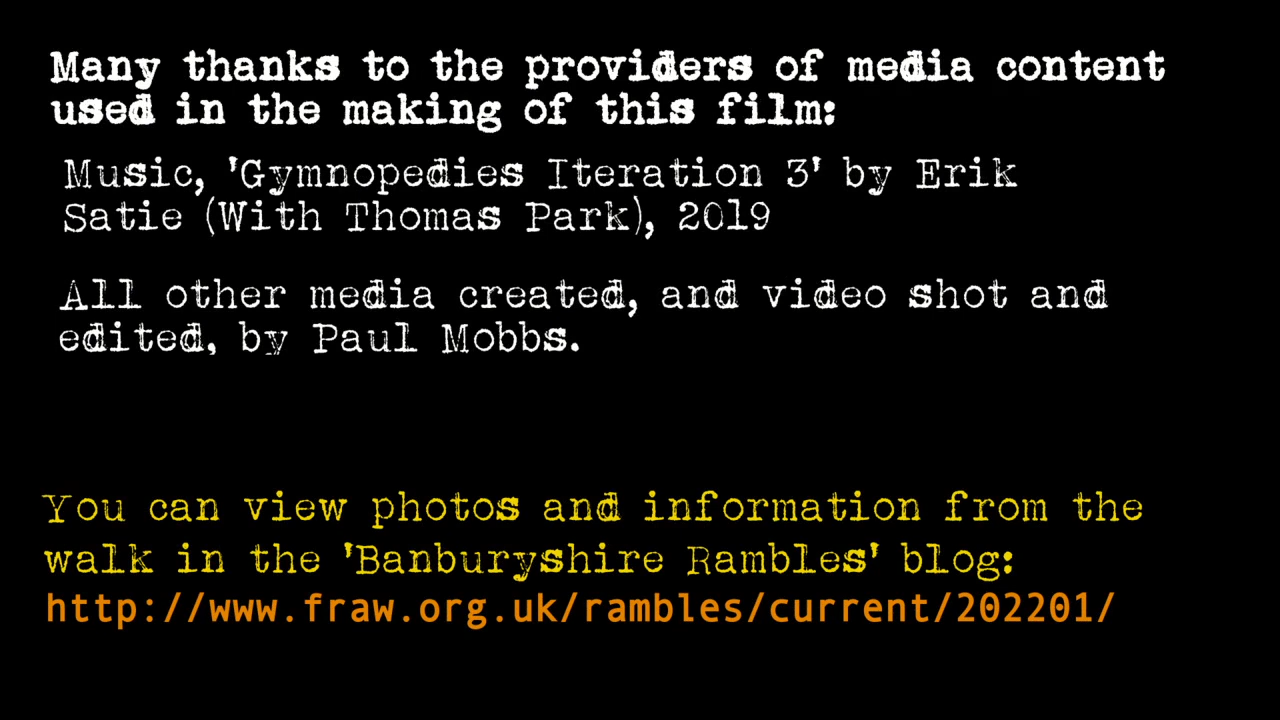 Many thanks to the providers of media content
used in the making of this film:
Music, 'Gymnopedies Iteration 3' by Erik
Satie (With Thomas Park), 2019
All other media created, and video shot and
edited, by Paul Mobbs.
You can view photos and information from the
walk in the 'Banburyshire Rambles' blog:
http://www.fraw.org.uk/rambles/current/202201/